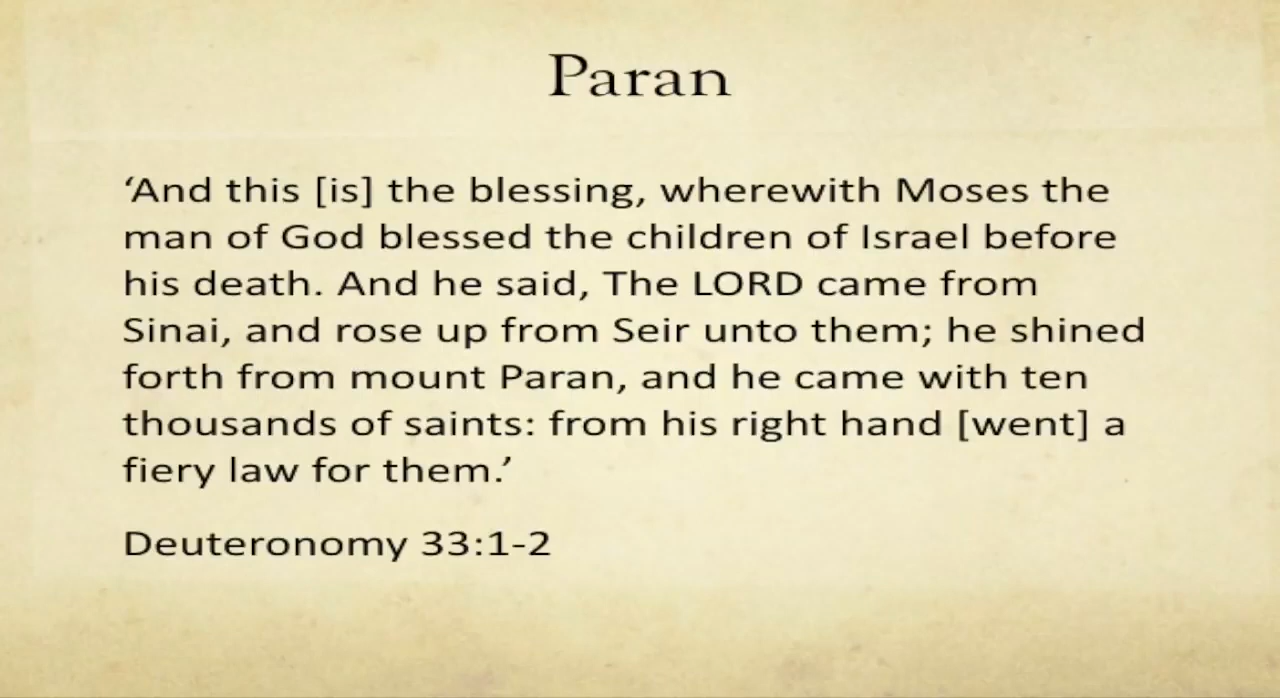 Paran
‘And this [is] the blessing, wherewith Moses the
man of God blessed the children of Israel before
his death. And he said, The LORD came from
Sinai, and rose up from Seir unto them; he shined
forth from mount Paran, and he came with ten
thousands of saints: from his right hand [went] a
fiery law for them.’
Deuteronomy 33:1-2